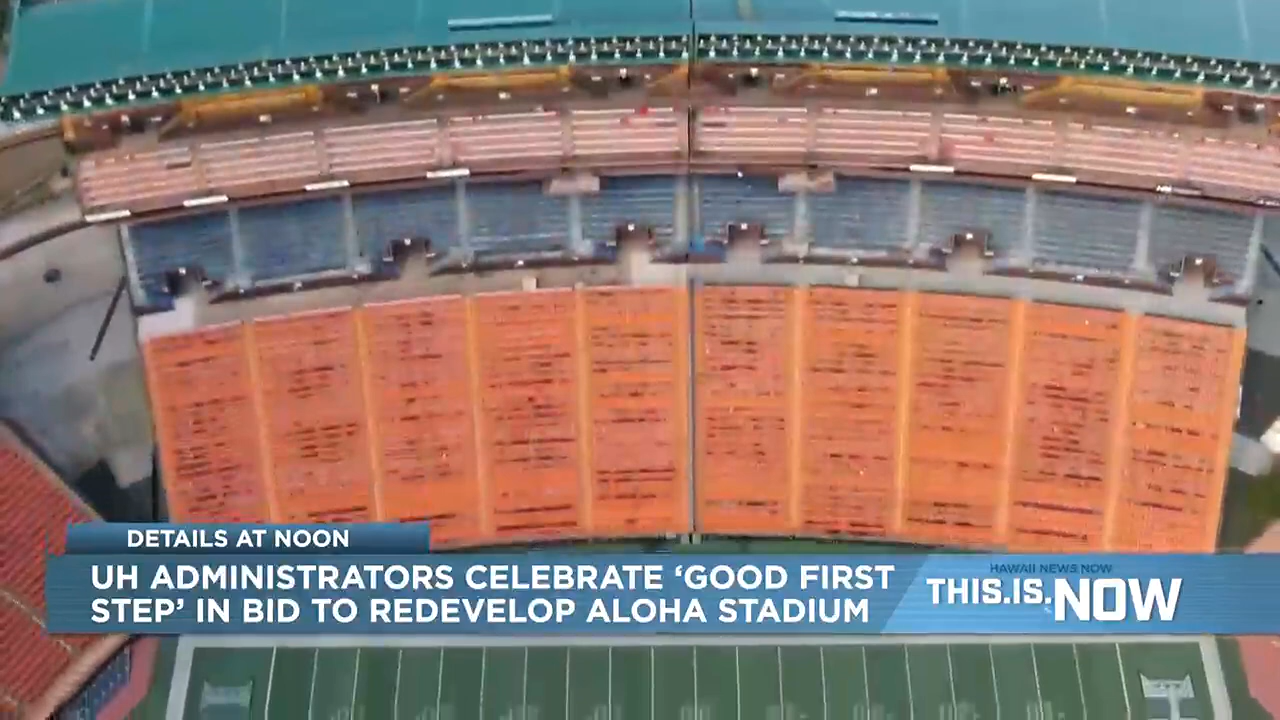 DETAILS AT NOON
UH ADMINISTRATORS CELEBRATE ‘GOOD FIRST
STEP’ IN BID TO REDEVELOP ALOHA STADIUM
HAWAII NEWS NOW
THIS.IS.NOW